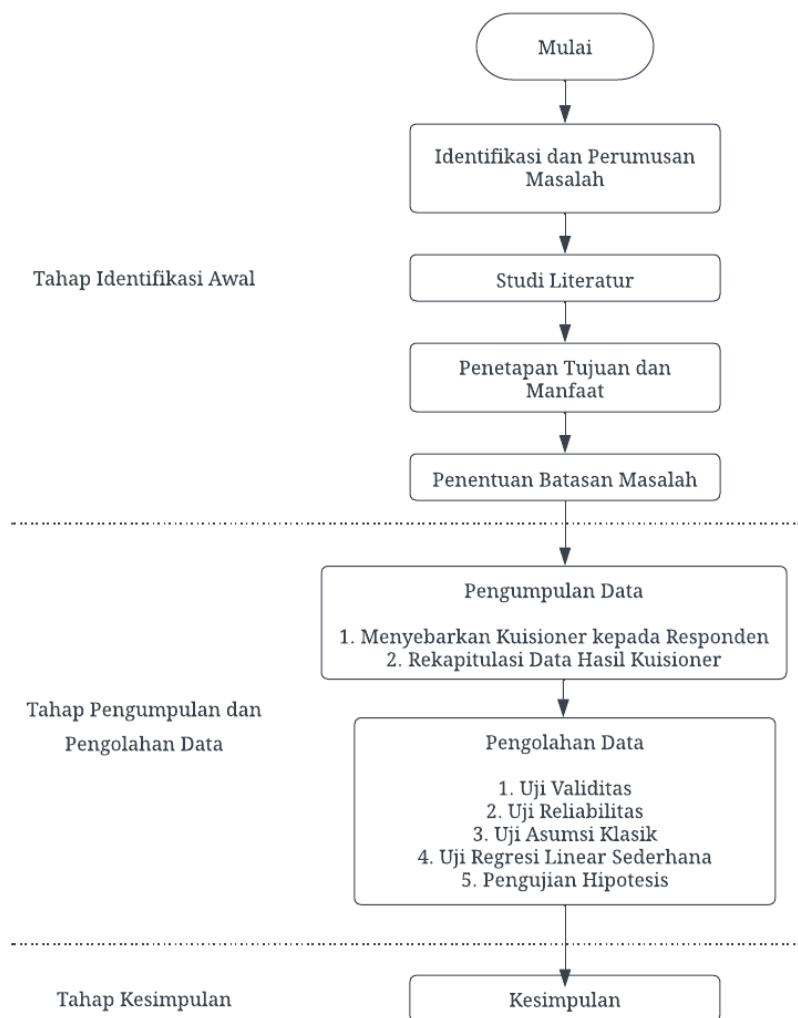 Mulai
Identifikasi dan Perumusan
Masalah
Tahap Identifikasi Awal
Studi Literatur
Penetapan Tujuan dan
Manfaat
Penentuan Batasan Masalah
Pengumpulan Data
1. Menyebarkan Kuisioner kepada Responden
2. Rekapitulasi Data Hasil Kuisioner
Tahap Pengumpulan dan
Pengolahan Data
Pengolahan Data
1. Uji Validitas
2. Uji Reliabilitas
3. Uji Asumsi Klasik
4. Uji Regresi Linear Sederhana
5. Pengujian Hipotesis
Tahap Kesimpulan
Kesimpulan